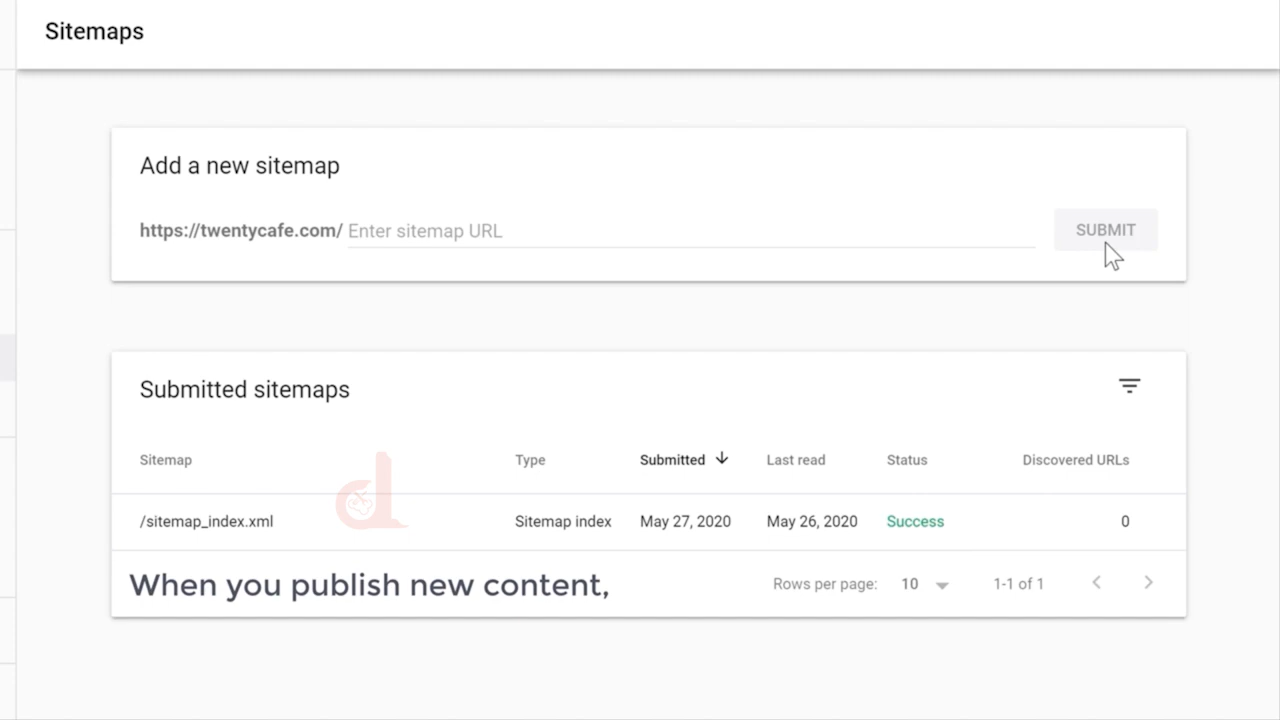 Sitemaps
Add a new sitemap
https://twentycafe.com/ Enter sitemap URL SUBMIT
Submitted sitemaps
Sitemap Type Submitted Last read Status Discovered URLs
/sitemap_index.xml Sitemap index May 27, 2020 May 26, 2020 Success 0
When you publish new content, Rows per page: 10 1-1 of 1